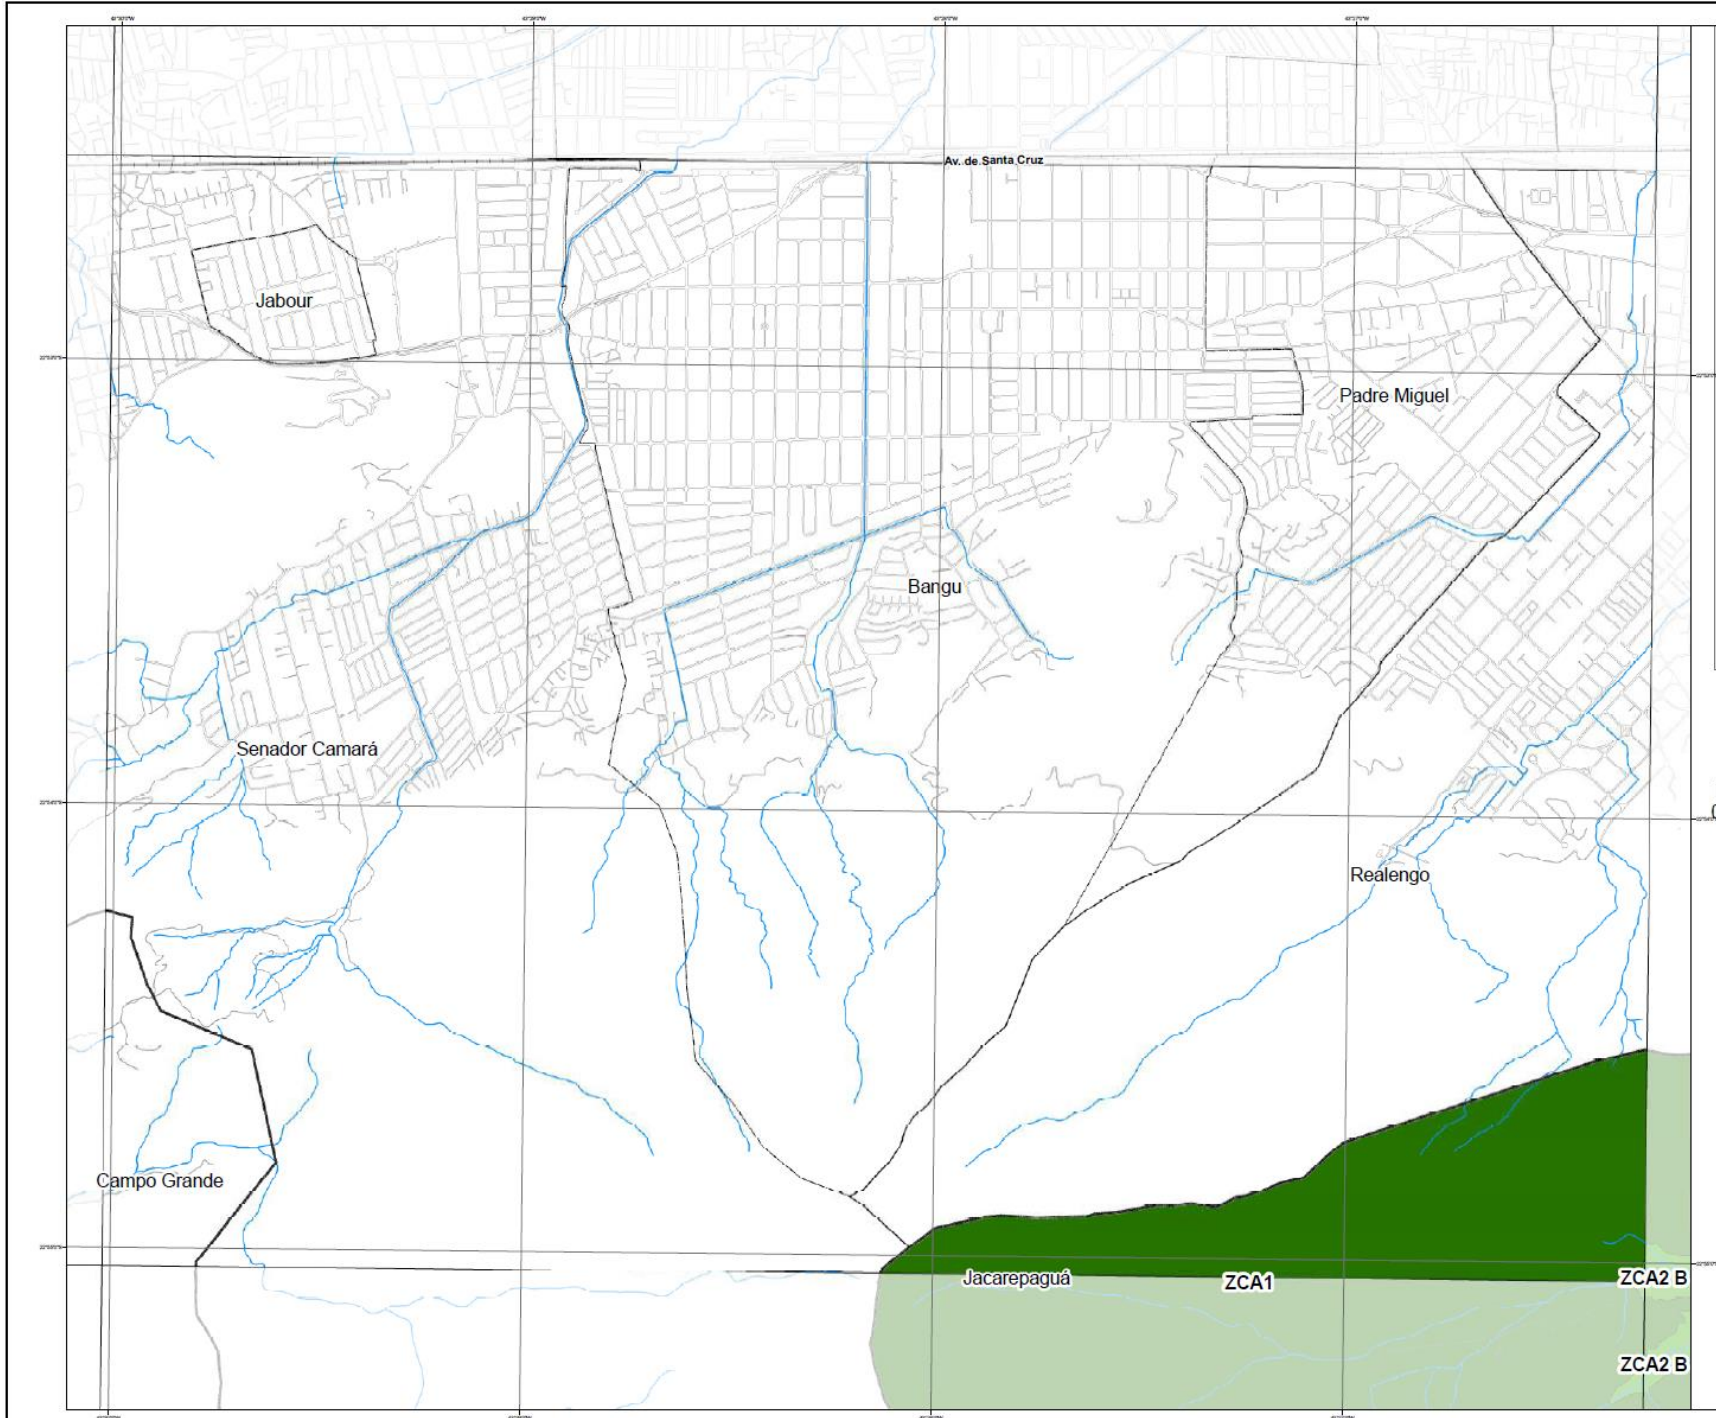 Av. de Santa Cruz
Jabour
Padre Miguel
Bangu
Senador Camará
Realengo
Campo Grande
Jacarepaguá
ZCA1
ZCA2 B
ZCA2 B